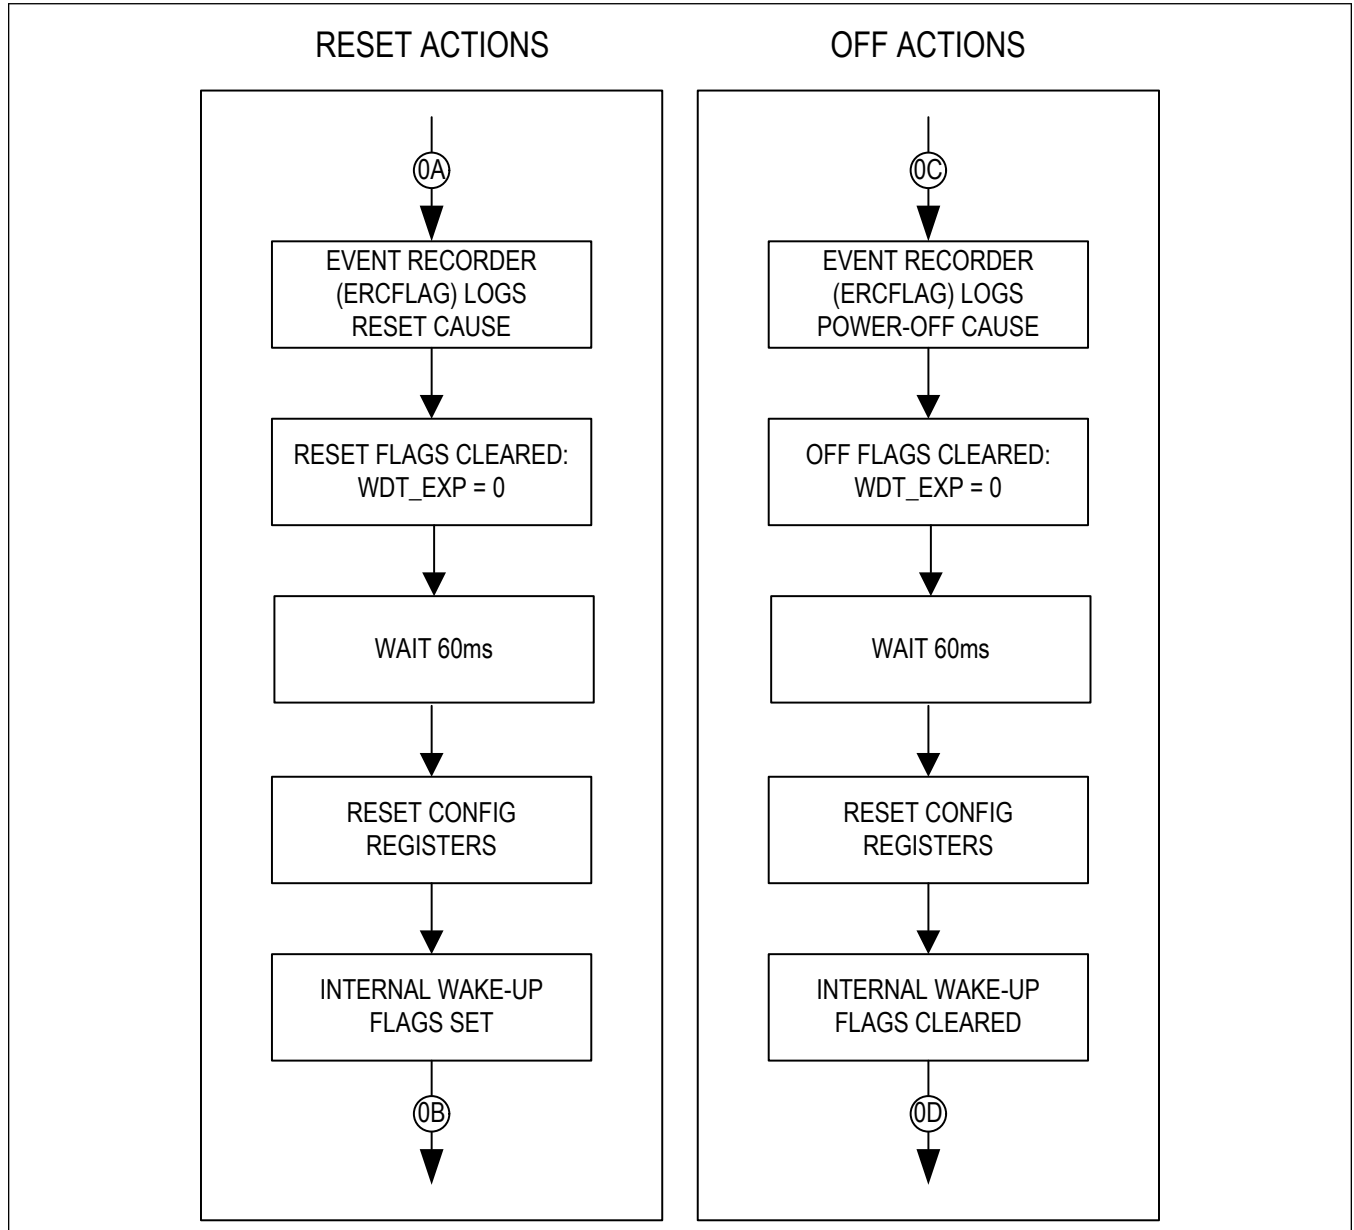 RESET ACTIONS
0A
EVENT RECORDER
(ERCFLAG) LOGS
RESET CAUSE
RESET FLAGS CLEARED:
WDT_EXP = 0
WAIT 60ms
RESET CONFIG
REGISTERS
INTERNAL WAKE-UP
FLAGS SET
0B
OFF ACTIONS
0C
EVENT RECORDER
(ERCFLAG) LOGS
POWER-OFF CAUSE
OFF FLAGS CLEARED:
WDT_EXP = 0
WAIT 60ms
RESET CONFIG
REGISTERS
INTERNAL WAKE-UP
FLAGS CLEARED
0D